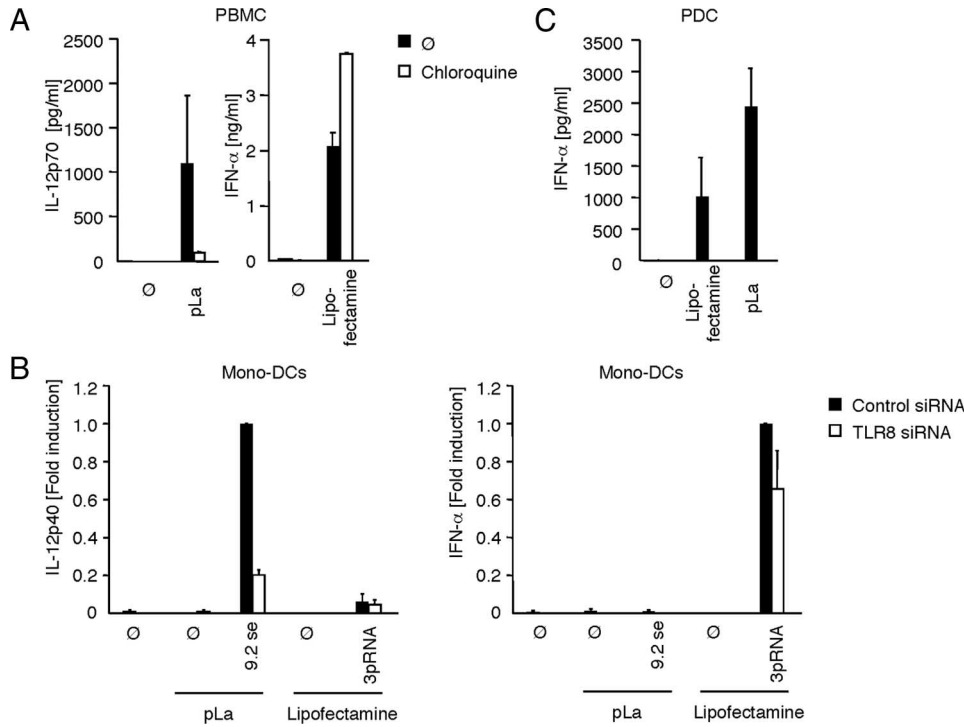 A
PBMC
IL-12p70 [pg/ml]
2500
2000
1500
1000
500
0
Ø
pLa
IFN-α [ng/ml]
4
3
2
1
0
Ø
Lipo-
fectamine
Ø
Chloroquine
C
PDC
IFN-α [pg/ml]
3500
3000
2500
2000
1500
1000
500
0
Ø
Lipo-
fectamine
pLa
B
Mono-DCs
IL-12p40 [Fold induction]
1.2
1.0
0.8
0.6
0.4
0.2
0
Ø
Ø
9.2 se
Ø
3pRNA
pLa
Lipofectamine
Mono-DCs
IFN-α [Fold induction]
1.2
1.0
0.8
0.6
0.4
0.2
0
Ø
Ø
9.2 se
Ø
3pRNA
pLa
Lipofectamine
Control siRNA
TLR8 siRNA